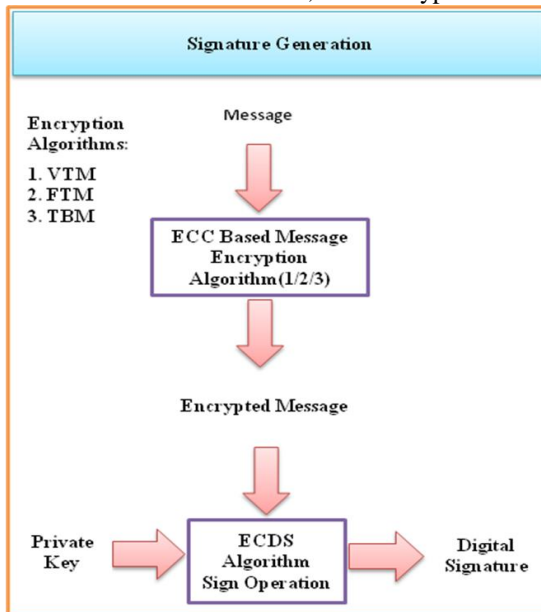 Signature Generation
Message
Encryption
Algorithms:
1. VTM
2. FTM
3. TBM
ECC Based Message
Encryption
Algorithm(1/2/3)
Encrypted Message
Private
Key
ECDS
Algorithm
Sign Operation
Digital
Signature